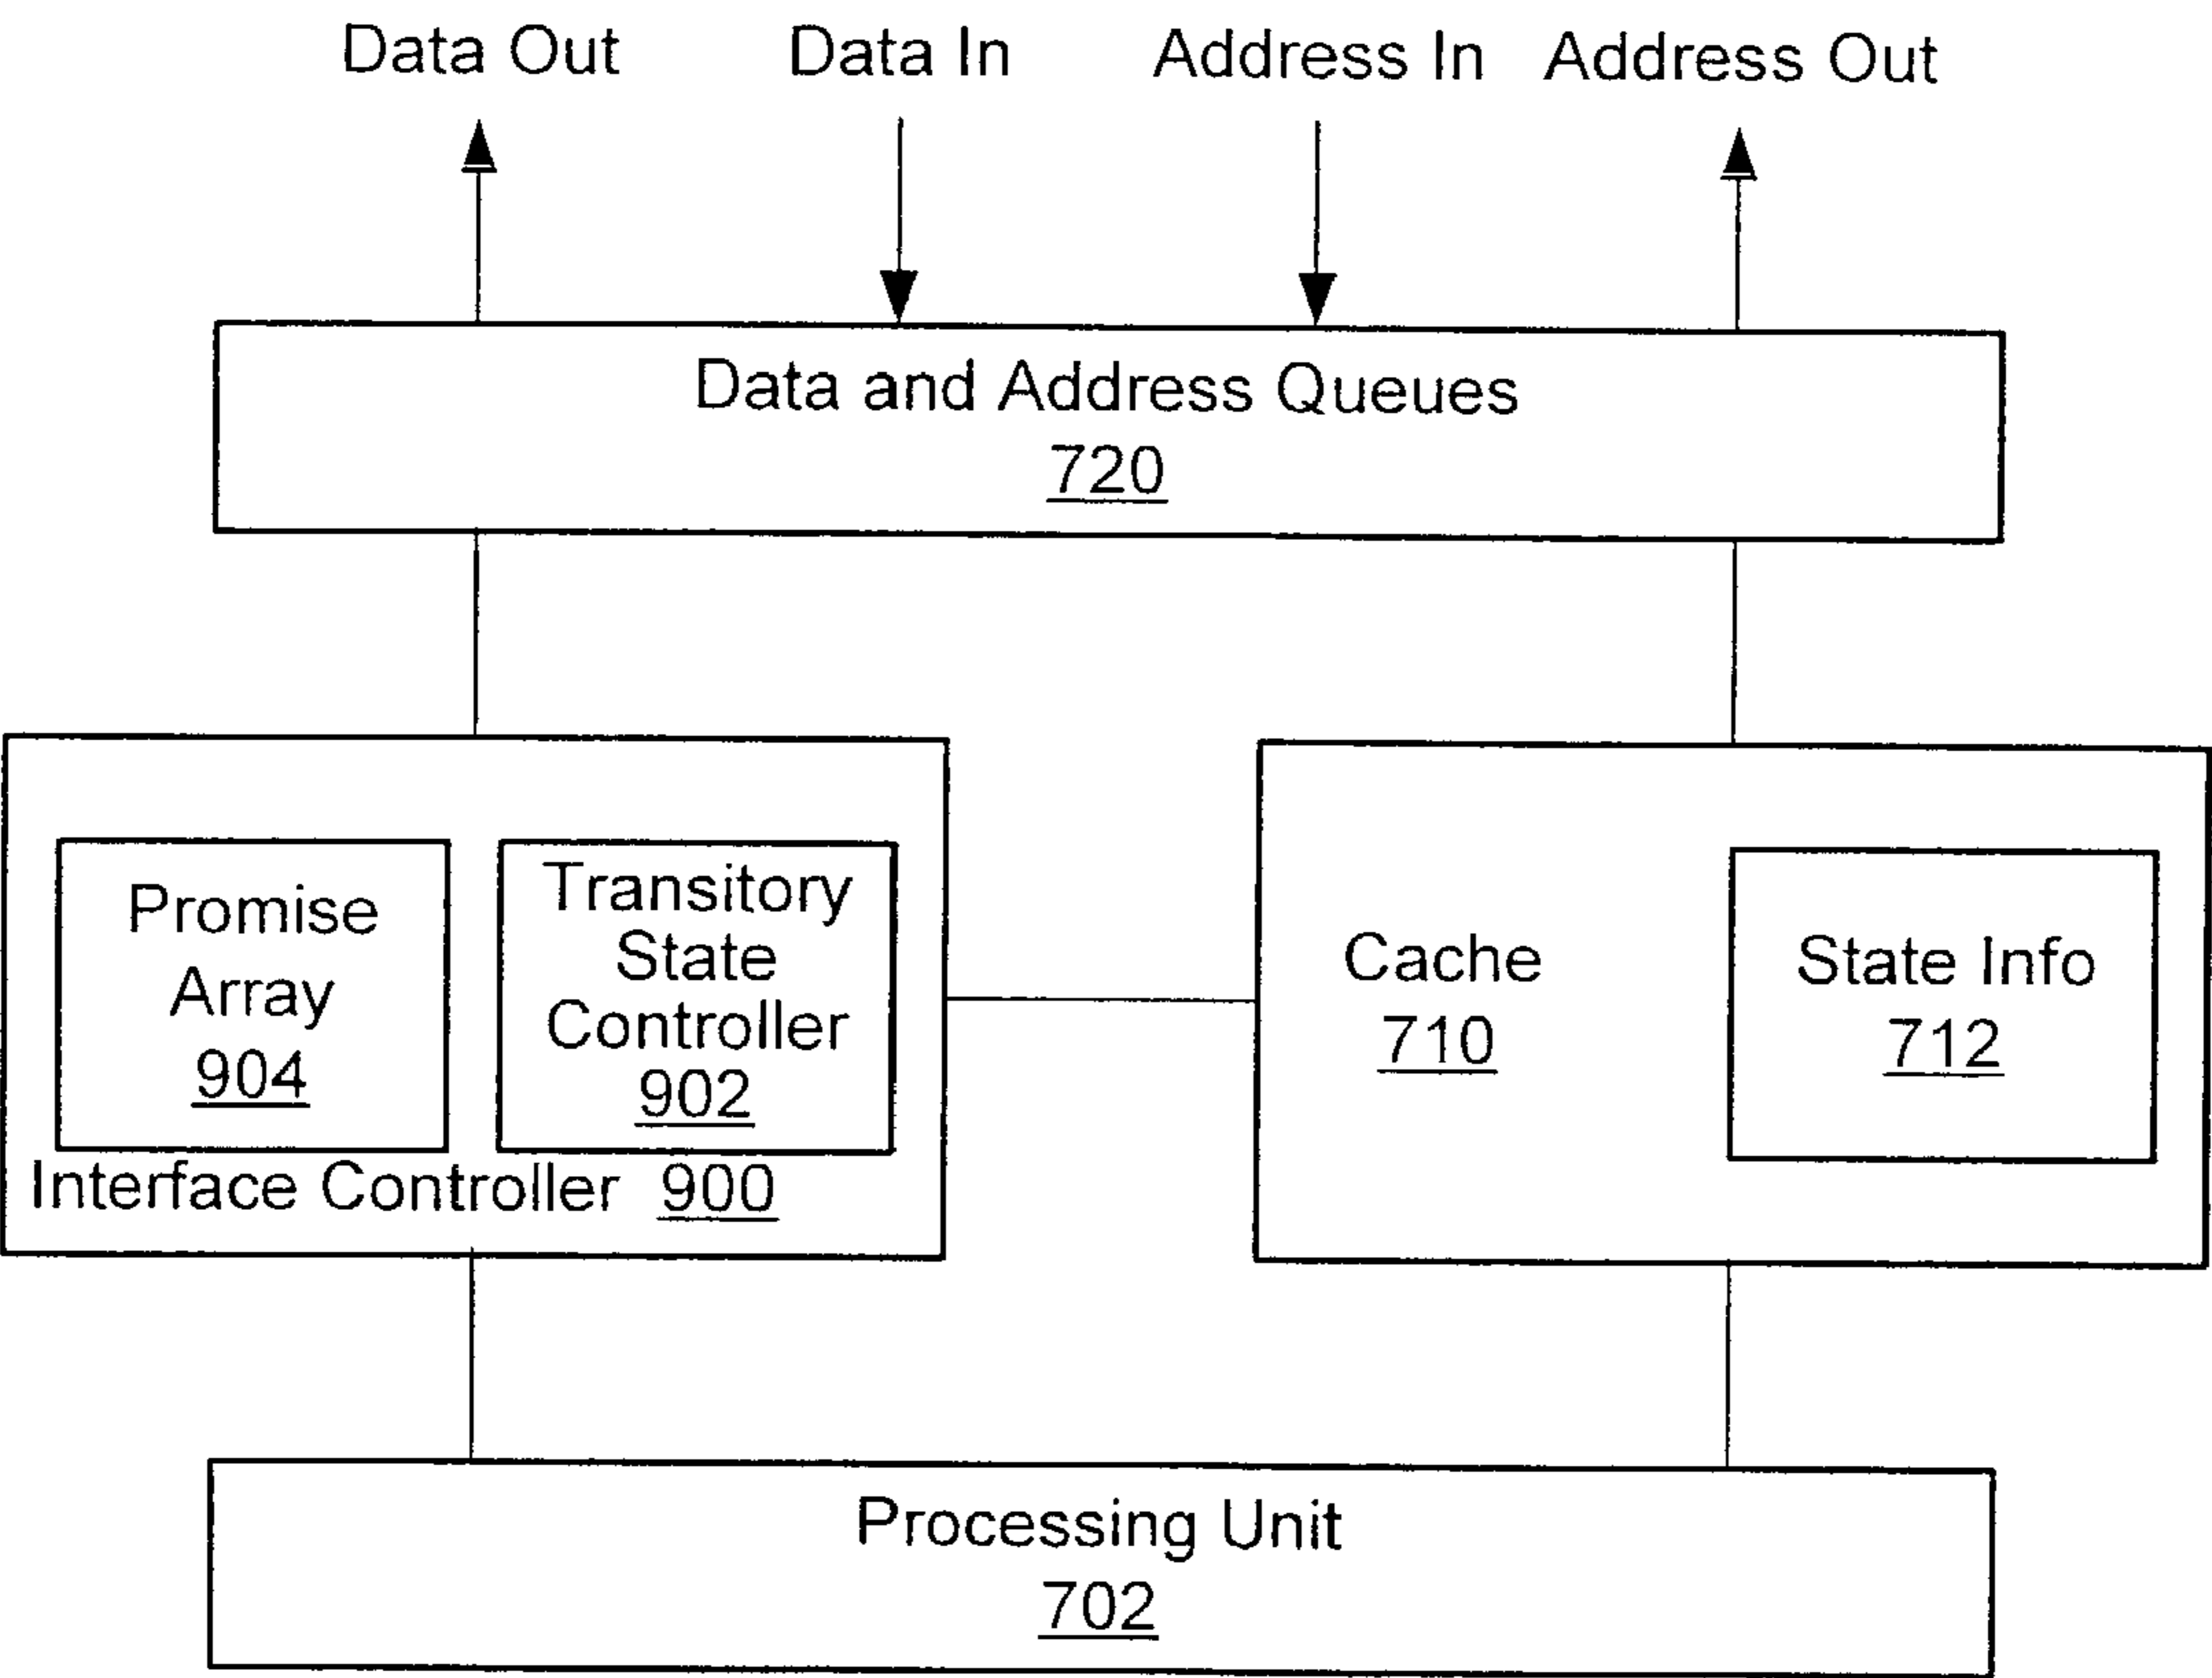 Data Out
Data In
Address In
Address Out
Data and Address Queues
720
Promise
Array
904
Transitory
State
Controller
902
Interface Controller 900
Cache
710
State Info
712
Processing Unit
702